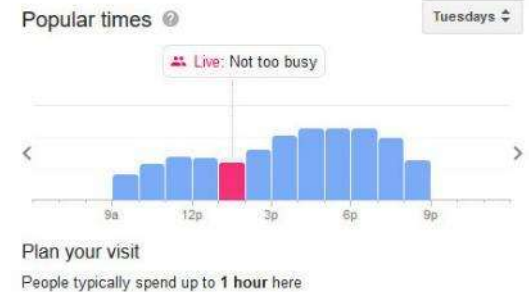 Popular times
Tuesdays
Live: Not too busy
9a 12p 3p 6p 9p
Plan your visit
People typically spend up to 1 hour here